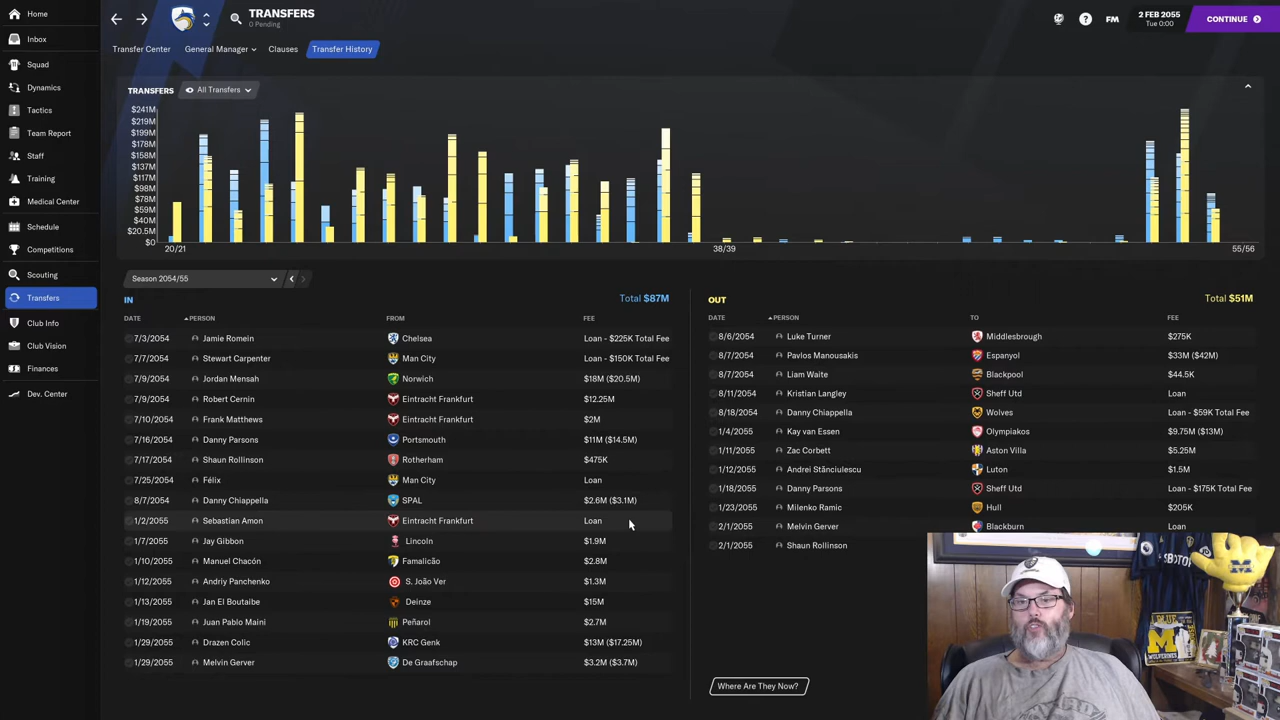 Home
Inbox
Squad
Dynamics
Tactics
Team Report
Staff
Training
Medical Center
Schedule
Competitions
Scouting
Transfers
Club Info
Club Vision
Finances
Dev. Center
TRANSFERS
0 Pending
FM
2 FEB 2055
Tue 0:00
CONTINUE
Transfer Center
General Manager
Clauses
Transfer History
TRANSFERS
All Transfers
$241M
$219M
$199M
$178M
$158M
$137M
$117M
$98M
$78M
$59M
$40M
$20.5M
$0
20/21
38/39
55/56
Season 2054/55
IN Total $87M
DATE PERSON FROM FEE
7/3/2054 Jamie Romein Chelsea Loan - $225K Total Fee
7/7/2054 Stewart Carpenter Man City Loan - $150K Total Fee
7/9/2054 Jordan Mensah Norwich $18M ($20.5M)
7/9/2054 Robert Cernin Eintracht Frankfurt $12.25M
7/10/2054 Frank Matthews Eintracht Frankfurt $2M
7/16/2054 Danny Parsons Portsmouth $11M ($14.5M)
7/17/2054 Shaun Rollinson Rotherham $475K
7/25/2054 Félix Man City Loan
8/7/2054 Danny Chiappella SPAL $2.6M ($3.1M)
1/2/2055 Sebastian Amon Eintracht Frankfurt Loan
1/7/2055 Jay Gibbon Lincoln $1.9M
1/10/2055 Manuel Chacón Famalicão $2.8M
1/12/2055 Andriy Panchenko S. João Ver $1.3M
1/13/2055 Jan El Boutaibe Deinze $15M
1/19/2055 Juan Pablo Maini Peñarol $2.7M
1/29/2055 Drazen Colic KRC Genk $13M ($17.25M)
1/29/2055 Melvin Gerver De Graafschap $3.2M ($3.7M)
OUT Total $51M
DATE PERSON TO FEE
8/6/2054 Luke Turner Middlesbrough $275K
8/7/2054 Pavlos Manousakis Espanyol $33M ($42M)
8/7/2054 Liam Waite Blackpool $44.5K
8/11/2054 Kristian Langley Sheff Utd Loan
8/18/2054 Danny Chiappella Wolves Loan - $59K Total Fee
1/4/2055 Kay van Essen Olympiakos $9.75M ($13M)
1/11/2055 Zac Corbett Aston Villa $5.25M
1/12/2055 Andrei Stănciulescu Luton $1.5M
1/18/2055 Danny Parsons Sheff Utd Loan - $175K Total Fee
1/23/2055 Milenko Ramic Hull $205K
2/1/2055 Melvin Gerver Blackburn Loan
2/1/2055 Shaun Rollinson
Where Are They Now?
M
BLUE
M
WOLVERINES